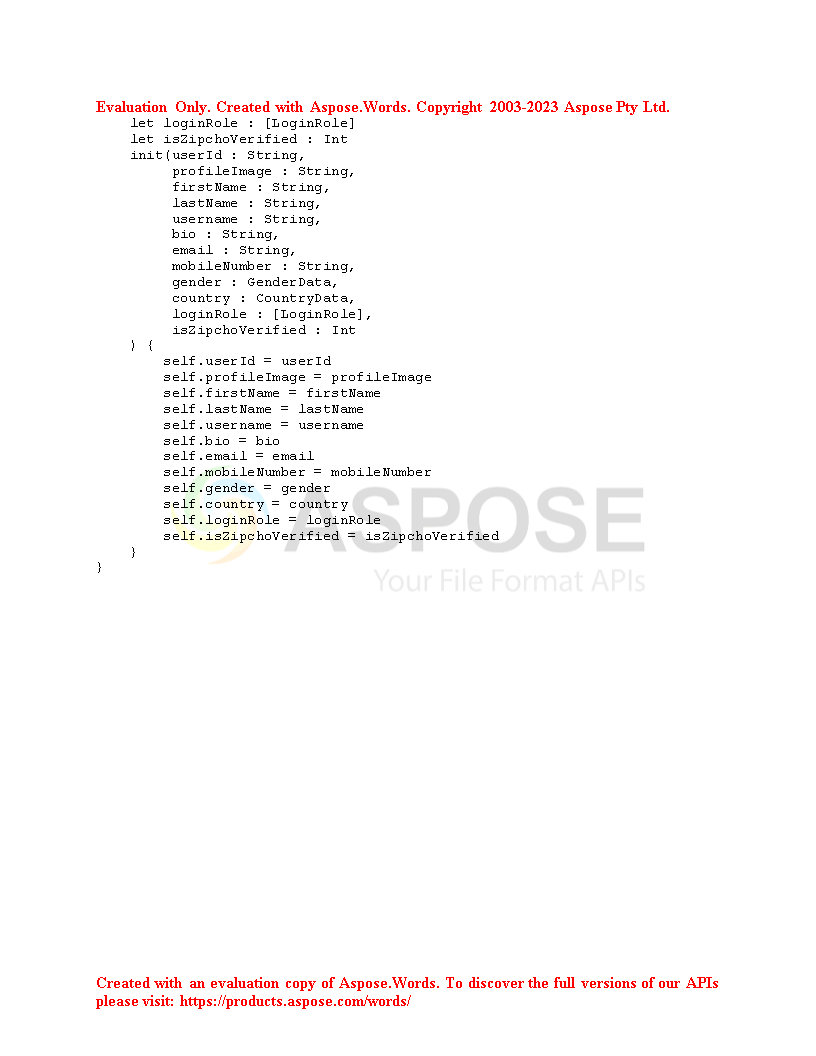 Evaluation Only. Created with Aspose.Words. Copyright 2003-2023 Aspose Pty Ltd.
let loginRole : [LoginRole]
let isZipchoVerified : Int
init(userId : String,
profileImage : String,
firstName : String,
lastName : String,
username : String,
bio : String,
email : String,
mobileNumber : String,
gender : GenderData,
country : CountryData,
loginRole : [LoginRole],
isZipchoVerified : Int
) {
self.userId = userId
self.profileImage = profileImage
self.firstName = firstName
self.lastName = lastName
self.username = username
self.bio = bio
self.email = email
self.mobileNumber = mobileNumber
self.gender = gender
self.country = country
self.loginRole = loginRole
self.isZipchoVerified = isZipchoVerified
}
}
ASPOSE
Your File Format APIs
Created with an evaluation copy of Aspose.Words. To discover the full versions of our APIs
please visit: https://products.aspose.com/words/